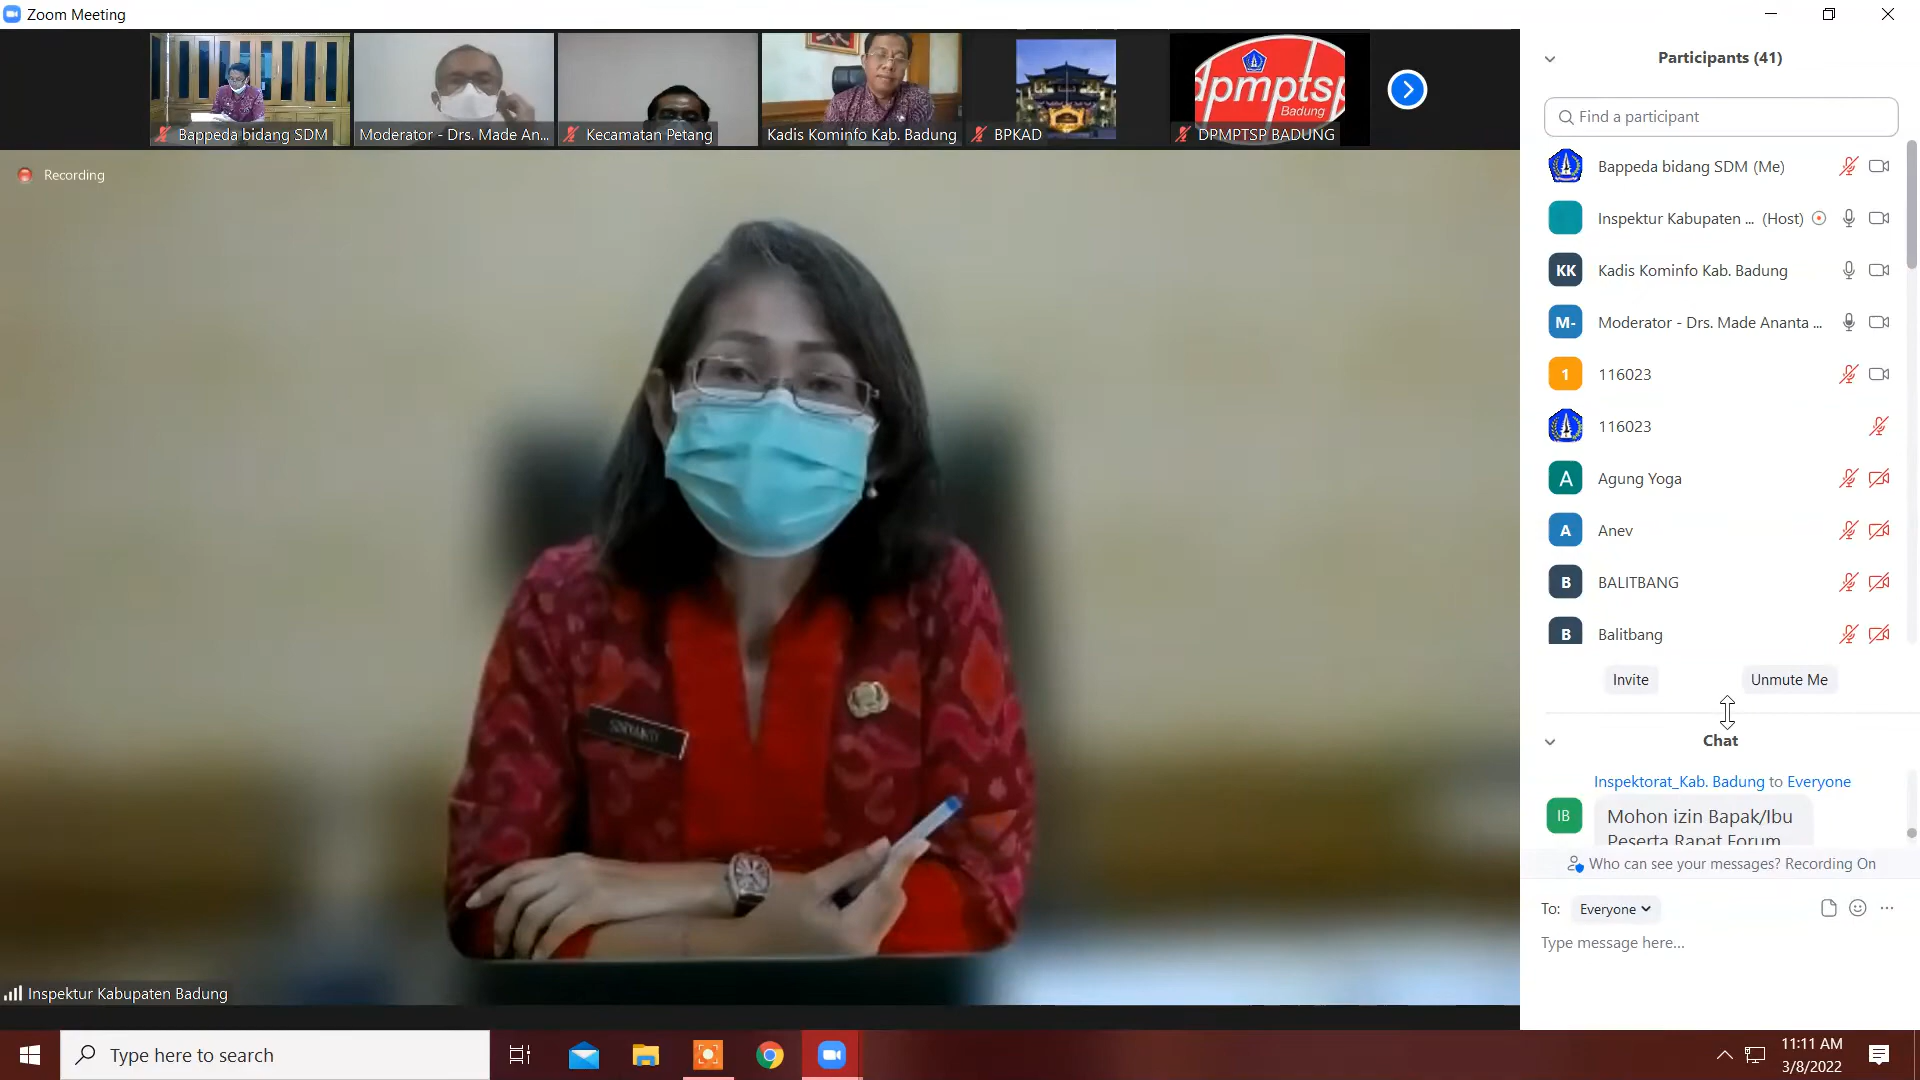 Zoom Meeting
Bappeda bidang SDM
Moderator - Drs. Made An...
Kecamatan Petang
Kadis Kominfo Kab. Badung
BPKAD
dpmptsp
Badung
DPMPTSP BADUNG
Recording
Inspektur Kabupaten Badung
Participants (41)
Find a participant
Bappeda bidang SDM (Me)
Inspektur Kabupaten ... (Host)
KK Kadis Kominfo Kab. Badung
M- Moderator - Drs. Made Ananta ...
1 116023
116023
A Agung Yoga
A Anev
B BALITBANG
B Balitbang
Invite
Unmute Me
Chat
Inspektorat_Kab. Badung to Everyone
IB
Mohon izin Bapak/Ibu
Peserta Rapat Forum
Who can see your messages? Recording On
To: Everyone
Type message here...
Type here to search
11:11 AM
3/8/2022